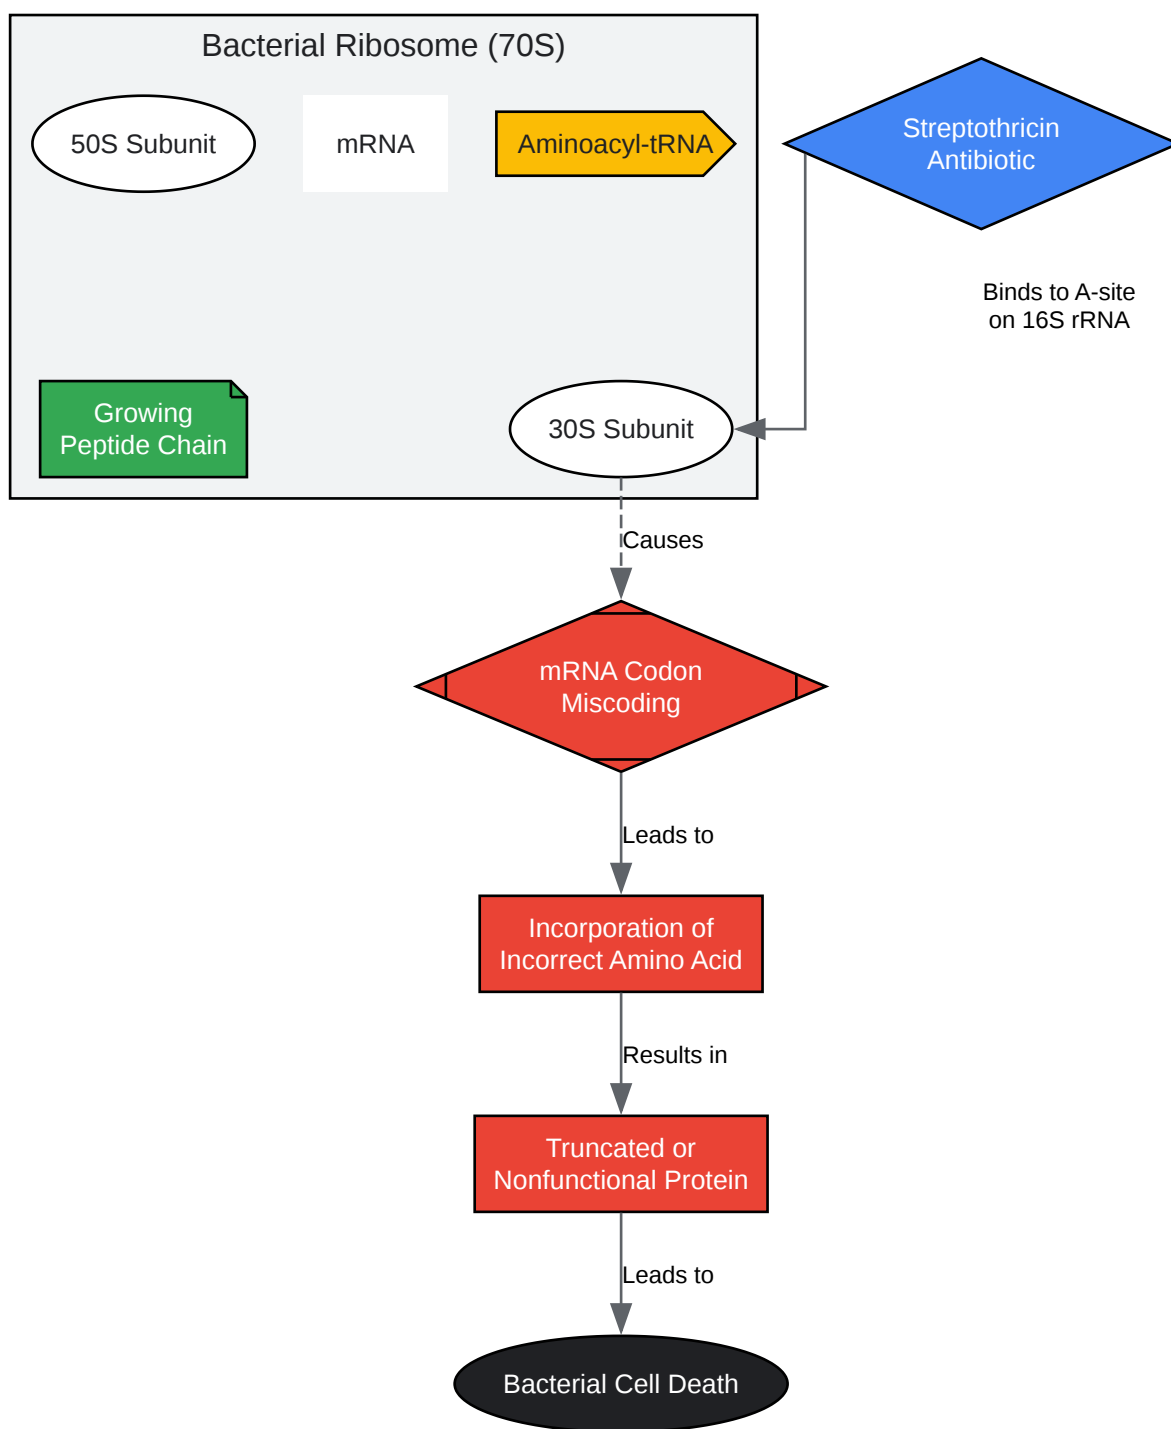 Bacterial Ribosome (70S)
50S Subunit
mRNA
Aminoacyl-tRNA
Streptothricin
Antibiotic
Binds to A-site
on 16S rRNA
Growing
Peptide Chain
30S Subunit
Causes
mRNA Codon
Miscoding
Leads to
Incorporation of
Incorrect Amino Acid
Results in
Truncated or
Nonfunctional Protein
Leads to
Bacterial Cell Death